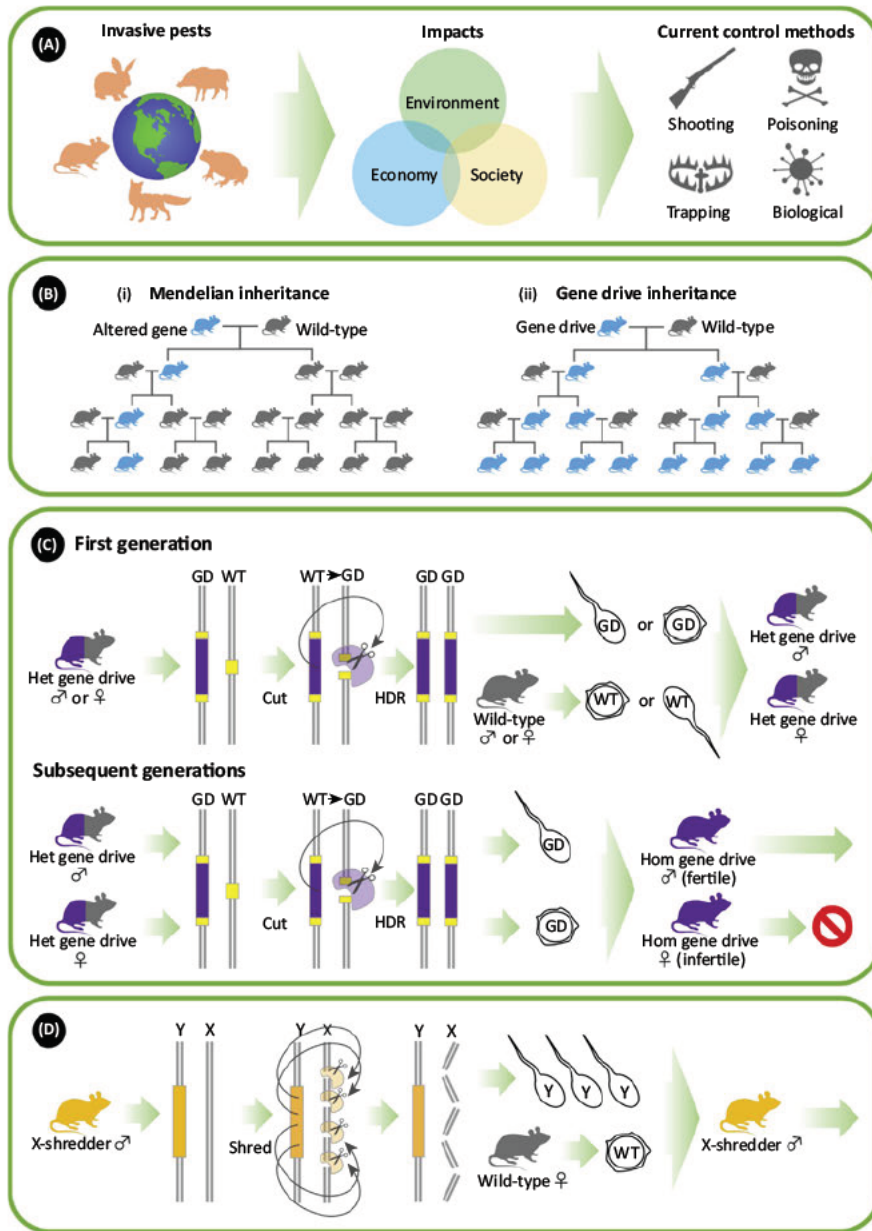 (A)
Invasive pests
Impacts
Current control methods
Environment
Economy
Society
Shooting
Poisoning
Trapping
Biological
(B)
(i) Mendelian inheritance
(ii) Gene drive inheritance
Altered gene
Wild-type
Gene drive
Wild-type
(C) First generation
GD WT
WT GD
GD GD
Het gene drive
♂ or ♀
Cut
HDR
GD or GD
Wild-type
♂ or ♀
WT or WT
Het gene drive
♂
Het gene drive
♀
Subsequent generations
GD WT
WT GD
GD GD
Het gene drive
♂
Het gene drive
♀
Cut
HDR
GD
GD
Hom gene drive
♂ (fertile)
Hom gene drive
♀ (infertile)
(D)
Y X
Y X
Y X
X-shredder ♂
Shred
Y Y Y
Wild-type ♀
WT
X-shredder ♂